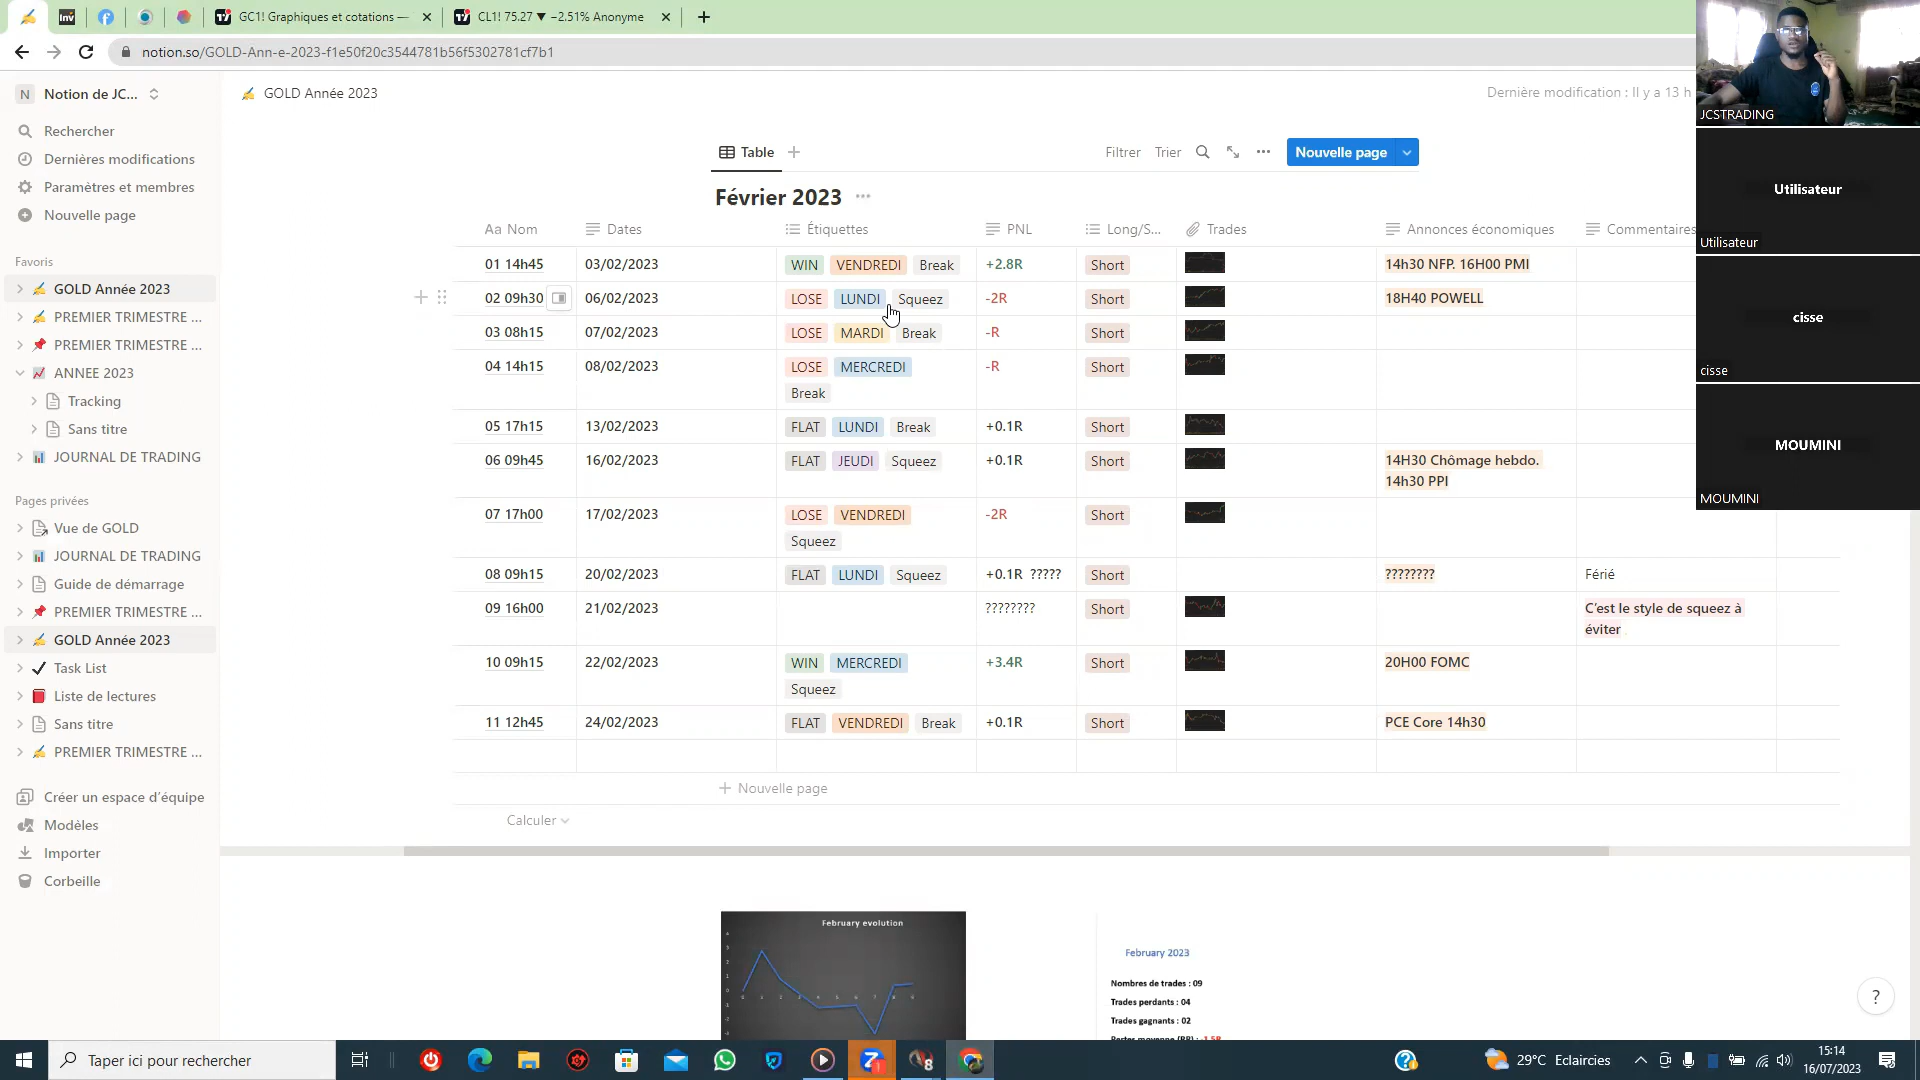 GC1! Graphiques et cotations —
CL1! 75.27 ▼ −2.51% Anonyme
notion.so/GOLD-Ann-e-2023-f1e50f20c3544781b56f5302781cf7b1
N Notion de JC...
GOLD Année 2023
Dernière modification : Il y a 13 h
JCSTRADING
Rechercher
Dernières modifications
Paramètres et membres
Nouvelle page
Table
Filtrer Trier
Nouvelle page
Utilisateur
Utilisateur
Février 2023
Aa Nom Dates Étiquettes PNL Long/S... Trades Annonces économiques Commentaires
01 14h45 03/02/2023 WIN VENDREDI Break +2.8R Short 14h30 NFP. 16H00 PMI
02 09h30 06/02/2023 LOSE LUNDI Squeez -2R Short 18H40 POWELL
03 08h15 07/02/2023 LOSE MARDI Break -R Short
04 14h15 08/02/2023 LOSE MERCREDI -R Short
Break
05 17h15 13/02/2023 FLAT LUNDI Break +0.1R Short
06 09h45 16/02/2023 FLAT JEUDI Squeez +0.1R Short 14H30 Chômage hebdo.
14h30 PPI
07 17h00 17/02/2023 LOSE VENDREDI -2R Short
Squeez
08 09h15 20/02/2023 FLAT LUNDI Squeez +0.1R ????? Short ???????? Férié
09 16h00 21/02/2023 ???????? Short C'est le style de squeez à
éviter
10 09h15 22/02/2023 WIN MERCREDI +3.4R Short 20H00 FOMC
Squeez
11 12h45 24/02/2023 FLAT VENDREDI Break +0.1R Short PCE Core 14h30
Nouvelle page
Calculer
cisse
cisse
MOUMINI
MOUMINI
Favoris
GOLD Année 2023
PREMIER TRIMESTRE ...
PREMIER TRIMESTRE ...
ANNEE 2023
Tracking
Sans titre
JOURNAL DE TRADING
Pages privées
Vue de GOLD
JOURNAL DE TRADING
Guide de démarrage
PREMIER TRIMESTRE ...
GOLD Année 2023
Task List
Liste de lectures
Sans titre
PREMIER TRIMESTRE ...
Créer un espace d'équipe
Modèles
Importer
Corbeille
February evolution
February 2023
Nombres de trades : 09
Trades perdants : 04
Trades gagnants : 02
?
Taper ici pour rechercher
29°C Eclaircies
15:14
16/07/2023